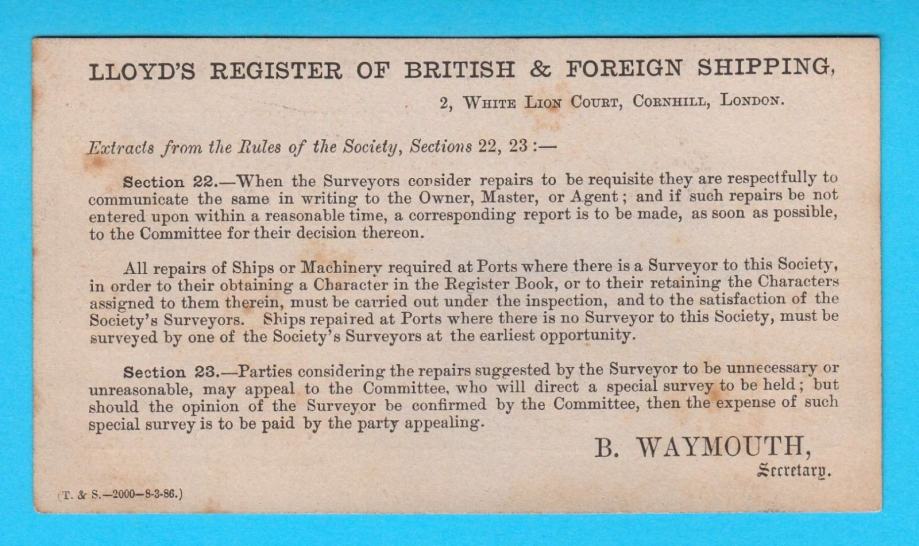 LLOYD'S REGISTER OF BRITISH & FOREIGN SHIPPING,
2, WHITE LION COURT, CORNHILL, LONDON.
Extracts from the Rules of the Society, Sections 22, 23 :—
Section 22.—When the Surveyors consider repairs to be requisite they are respectfully to
communicate the same in writing to the Owner, Master, or Agent ; and if such repairs be not
entered upon within a reasonable time, a corresponding report is to be made, as soon as possible,
to the Committee for their decision thereon.
All repairs of Ships or Machinery required at Ports where there is a Surveyor to this Society,
in order to their obtaining a Character in the Register Book, or to their retaining the Characters
assigned to them therein, must be carried out under the inspection, and to the satisfaction of the
Society's Surveyors. Ships repaired at Ports where there is no Surveyor to this Society, must be
surveyed by one of the Society's Surveyors at the earliest opportunity.
Section 23.—Parties considering the repairs suggested by the Surveyor to be unnecessary or
unreasonable, may appeal to the Committee, who will direct a special survey to be held ; but
should the opinion of the Surveyor be confirmed by the Committee, then the expense of such
special survey is to be paid by the party appealing.
B. WAYMOUTH,
Secretary.
(T. & S.—2000—8-3-86.)